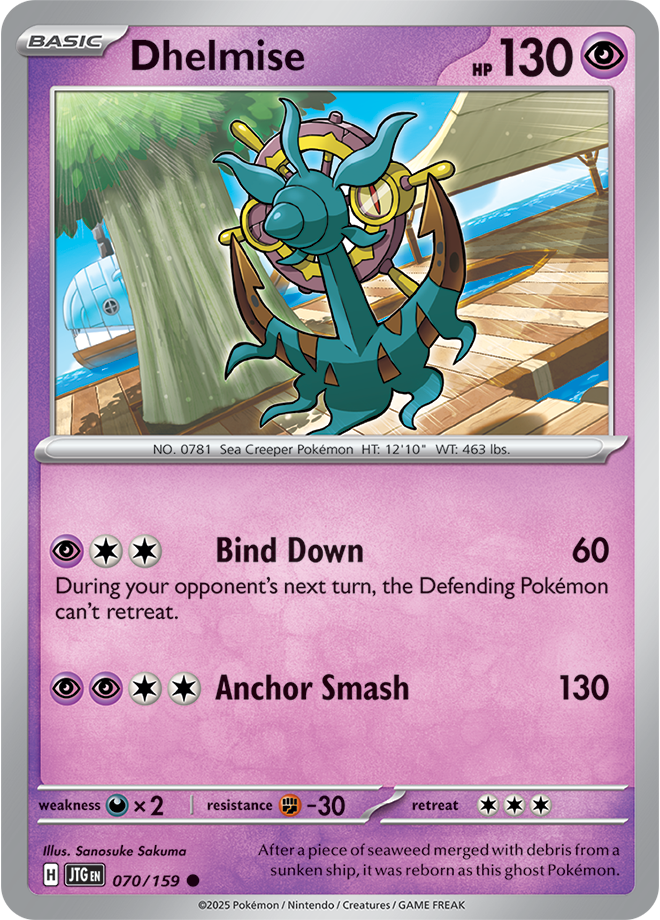 BASIC Dhelmise HP 130
NO. 0781 Sea Creeper Pokémon HT: 12'10" WT: 463 lbs.
Bind Down 60
During your opponent's next turn, the Defending Pokémon
can't retreat.
Anchor Smash 130
weakness ×2 resistance -30 retreat
Illus. Sanosuke Sakuma
After a piece of seaweed merged with debris from a
sunken ship, it was reborn as this ghost Pokémon.
H JTG EN 070/159
©2025 Pokémon / Nintendo / Creatures / GAME FREAK